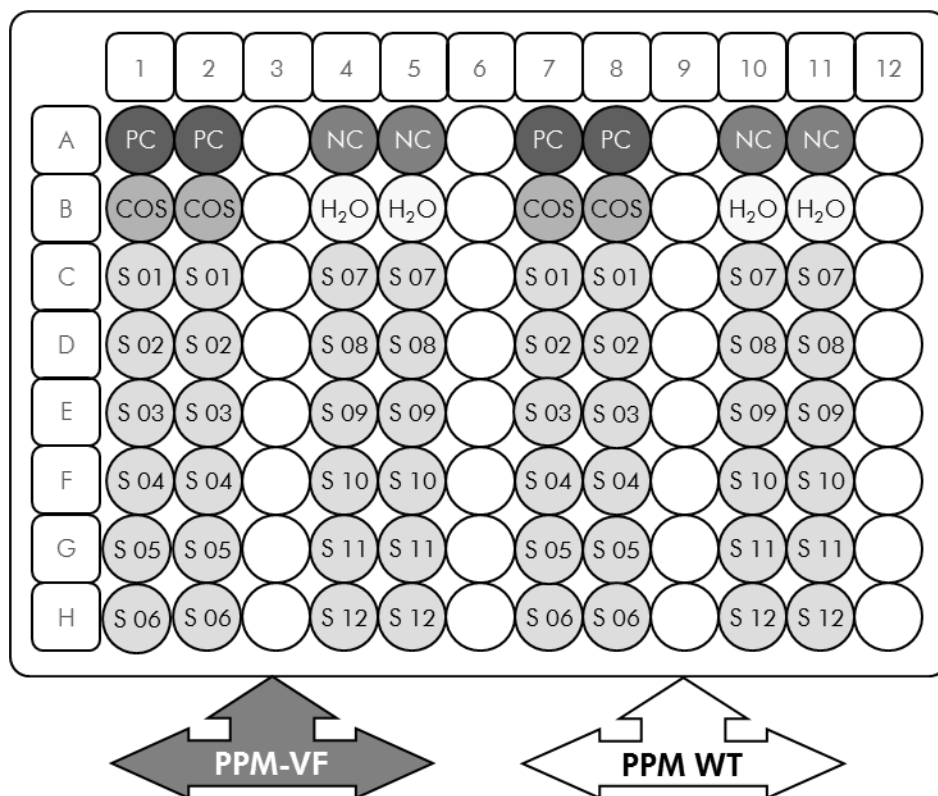 1 2 3 4 5 6 7 8 9 10 11 12
A PC PC NC NC PC PC NC NC
B COS COS H₂O H₂O COS COS H₂O H₂O
C S 01 S 01 S 07 S 07 S 01 S 01 S 07 S 07
D S 02 S 02 S 08 S 08 S 02 S 02 S 08 S 08
E S 03 S 03 S 09 S 09 S 03 S 03 S 09 S 09
F S 04 S 04 S 10 S 10 S 04 S 04 S 10 S 10
G S 05 S 05 S 11 S 11 S 05 S 05 S 11 S 11
H S 06 S 06 S 12 S 12 S 06 S 06 S 12 S 12
PPM-VF PPM WT